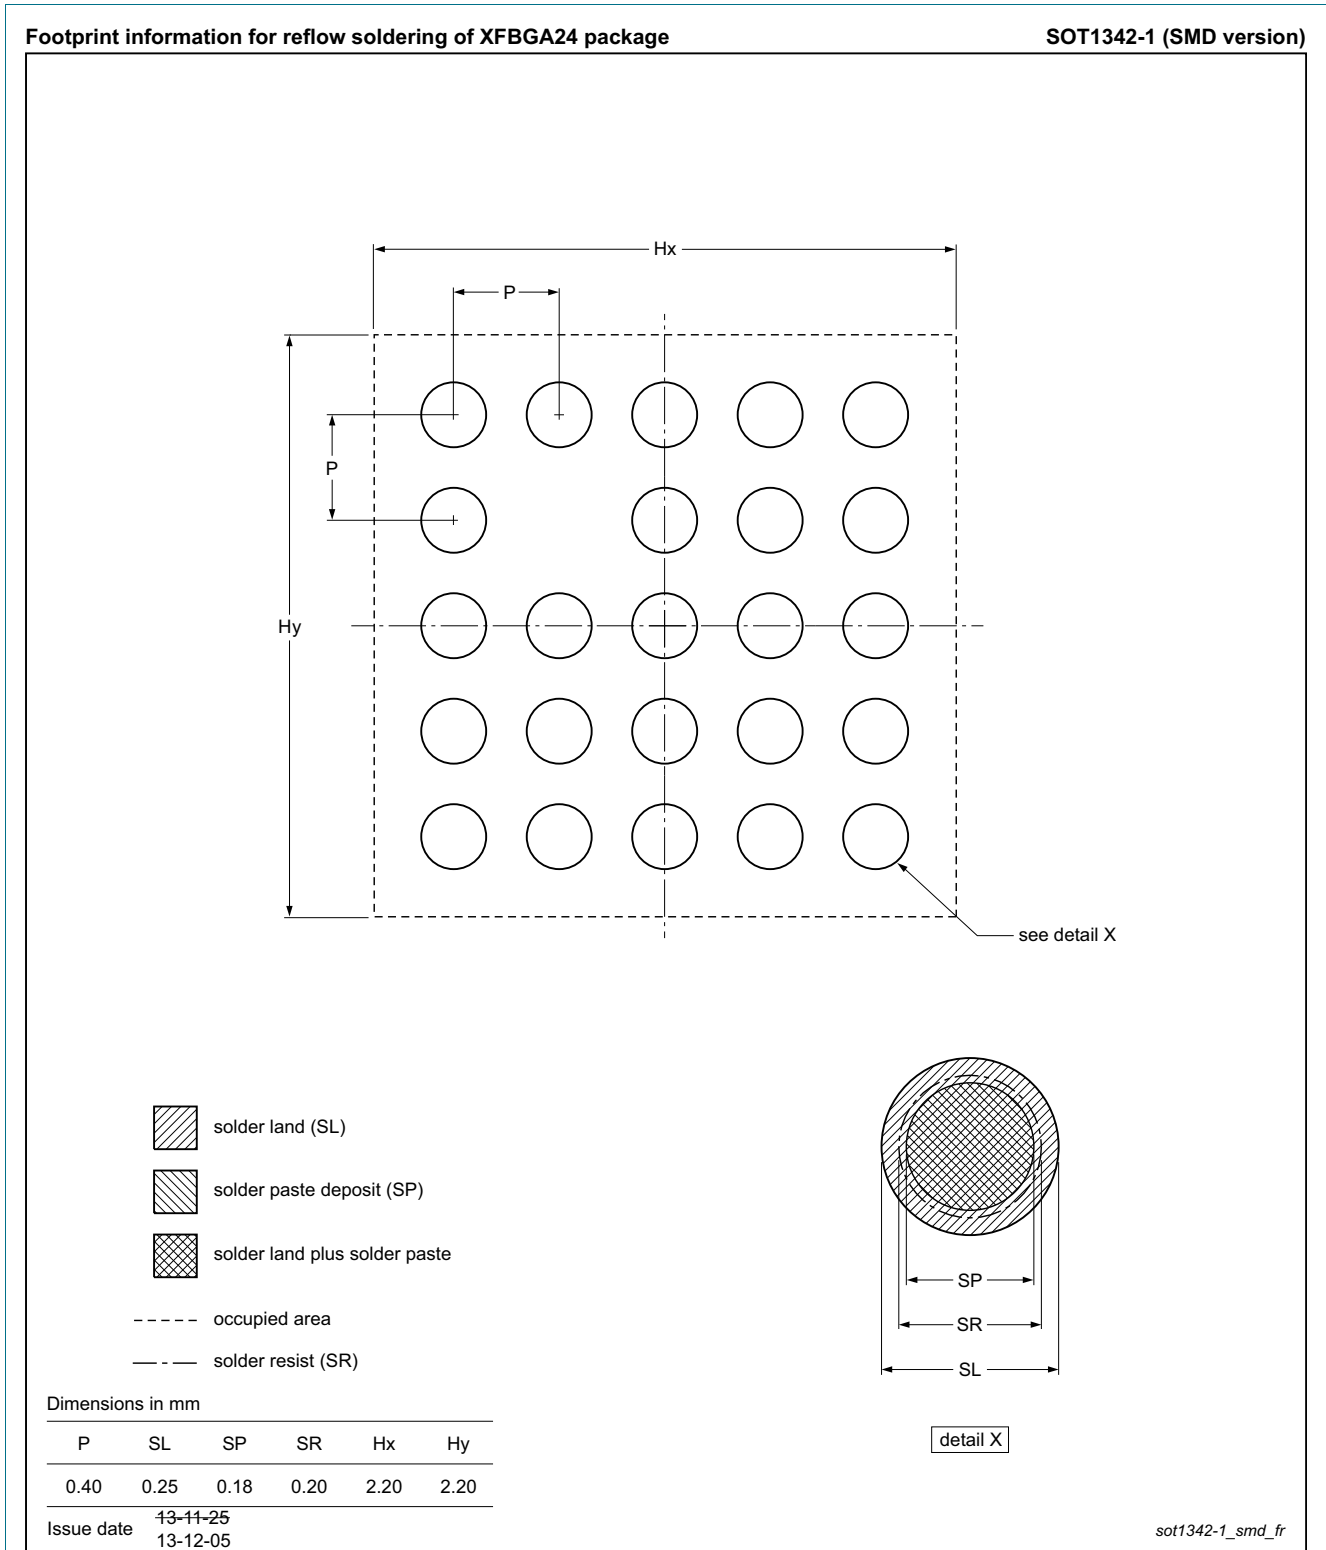 Footprint information for reflow soldering of XFBGA24 package SOT1342-1 (SMD version)
Hx
P
P
Hy
see detail X
solder land (SL)
solder paste deposit (SP)
solder land plus solder paste
SP
occupied area
SR
solder resist (SR)
SL
Dimensions in mm
P SL SP SR Hx Hy
detail X
0.40 0.25 0.18 0.20 2.20 2.20
Issue date 13-11-25
13-12-05
sot1342-1_smd_fr